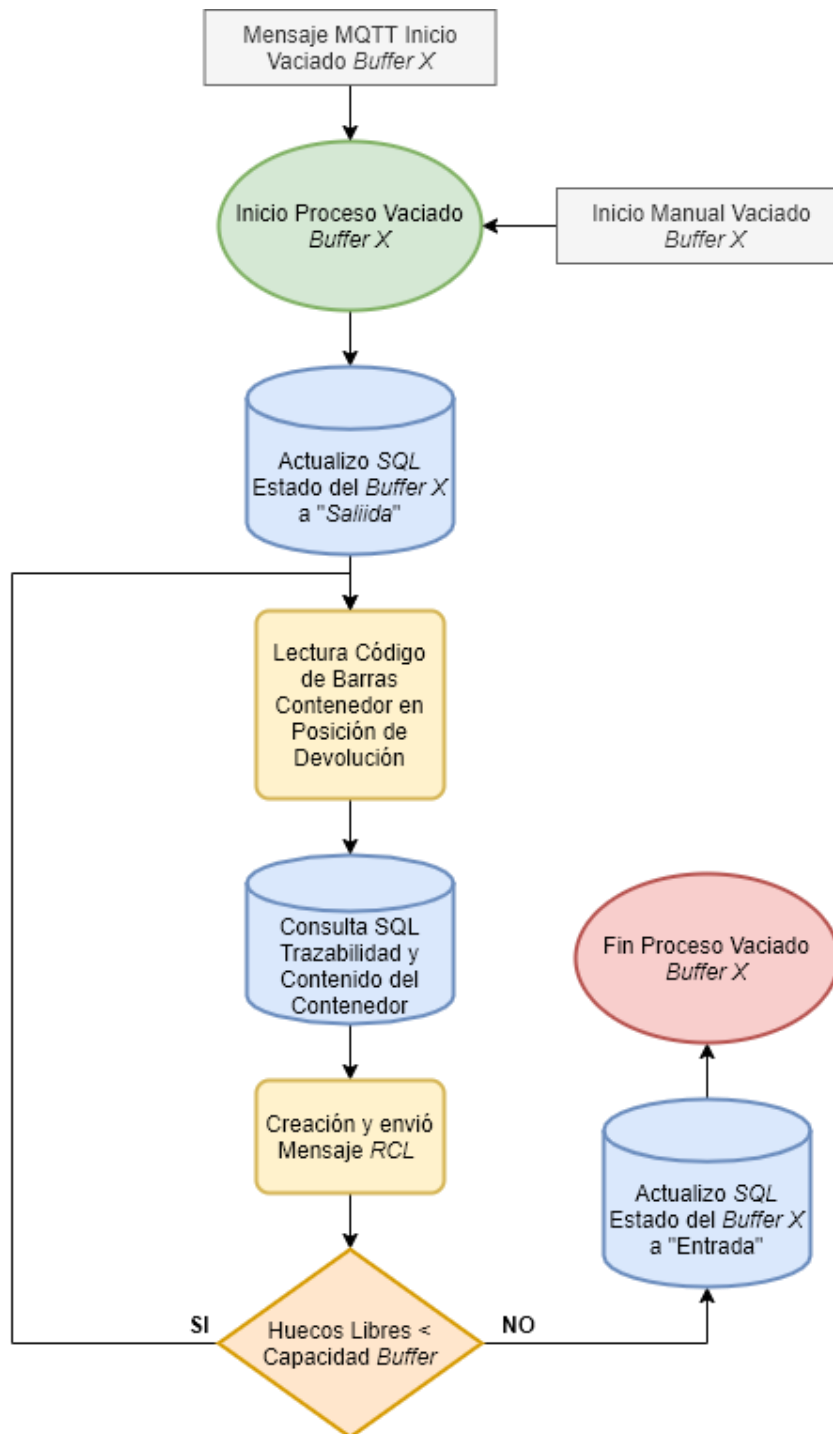 Mensaje MQTT Inicio
Vaciado Buffer X
Inicio Proceso Vaciado
Buffer X
Inicio Manual Vaciado
Buffer X
Actualizo SQL
Estado del Buffer X
a "Saliida"
Lectura Código
de Barras
Contenedor en
Posición de
Devolución
Consulta SQL
Trazabilidad y
Contenido del
Contenedor
Fin Proceso Vaciado
Buffer X
Creación y envió
Mensaje RCL
Actualizo SQL
Estado del Buffer X
a "Entrada"
SI
Huecos Libres <
Capacidad Buffer
NO